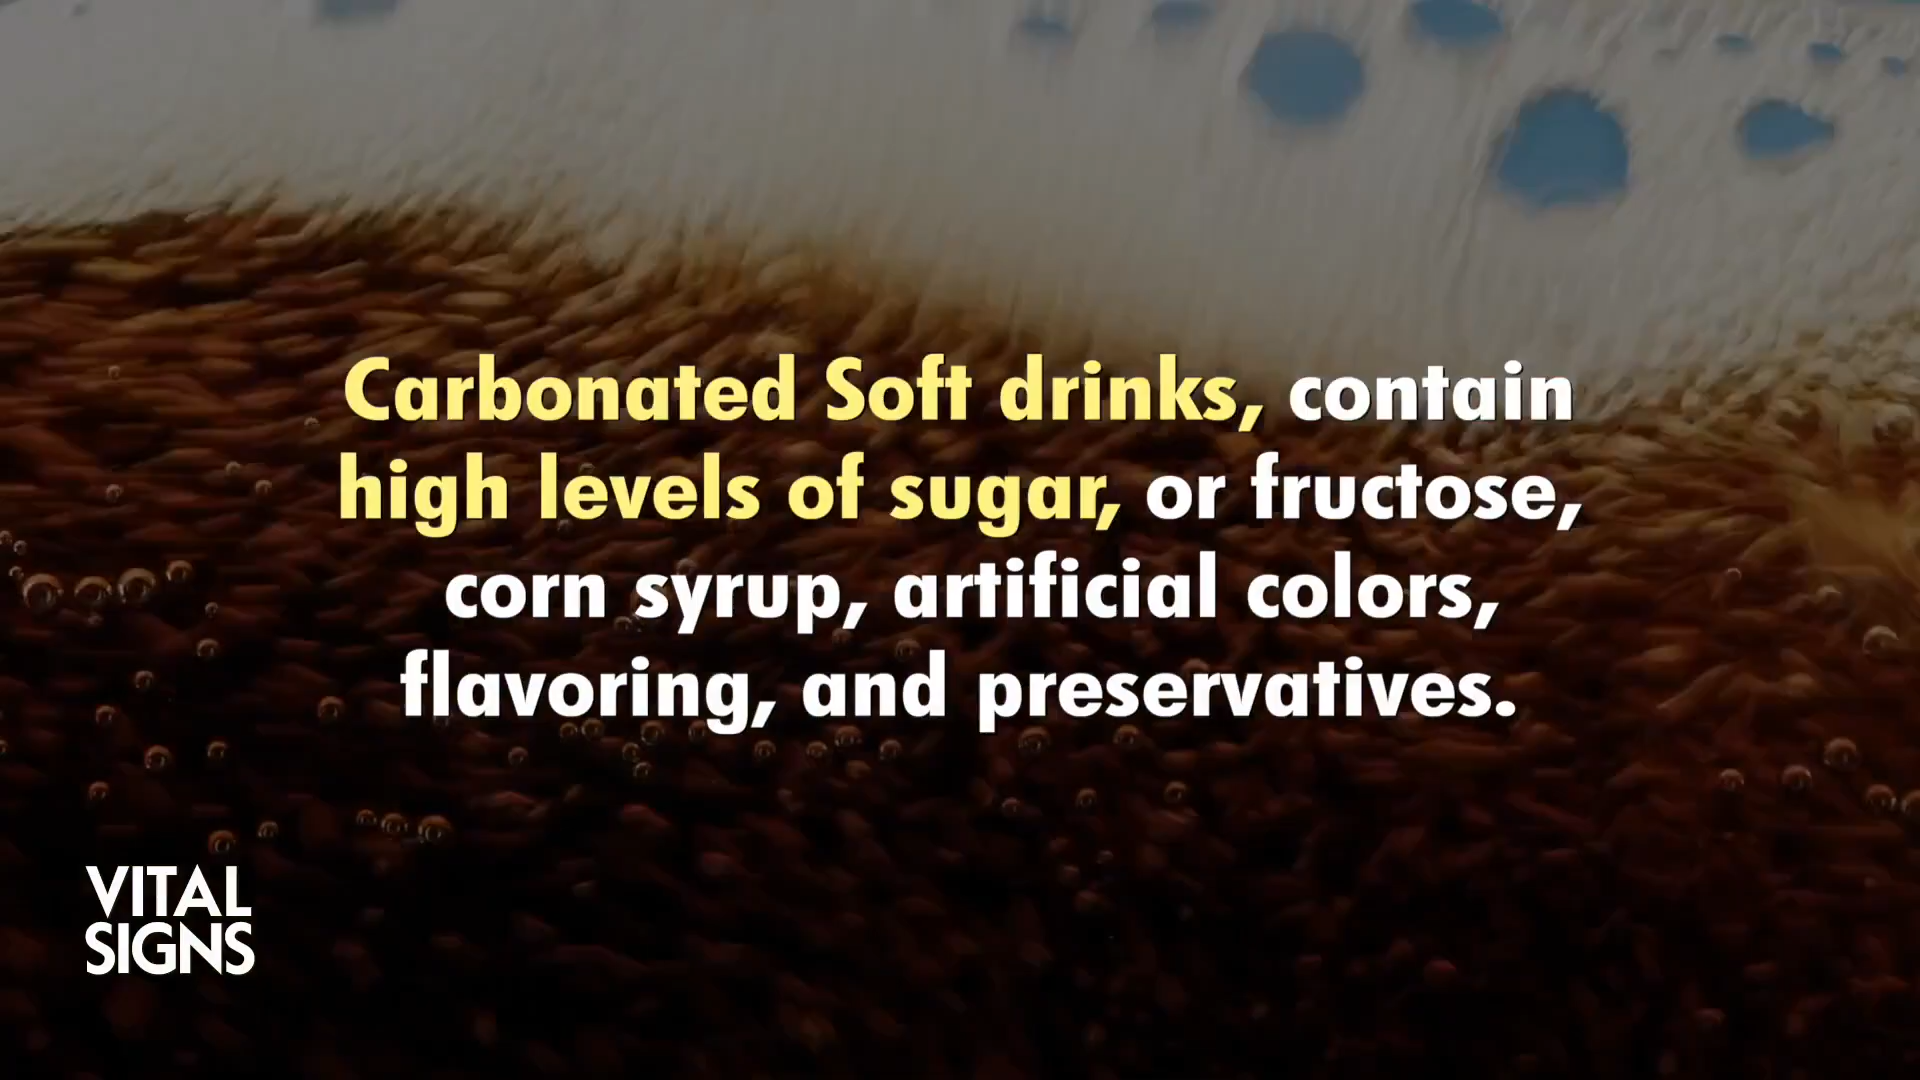 Carbonated Soft drinks, contain
high levels of sugar, or fructose,
corn syrup, artificial colors,
flavoring, and preservatives.
VITAL
SIGNS